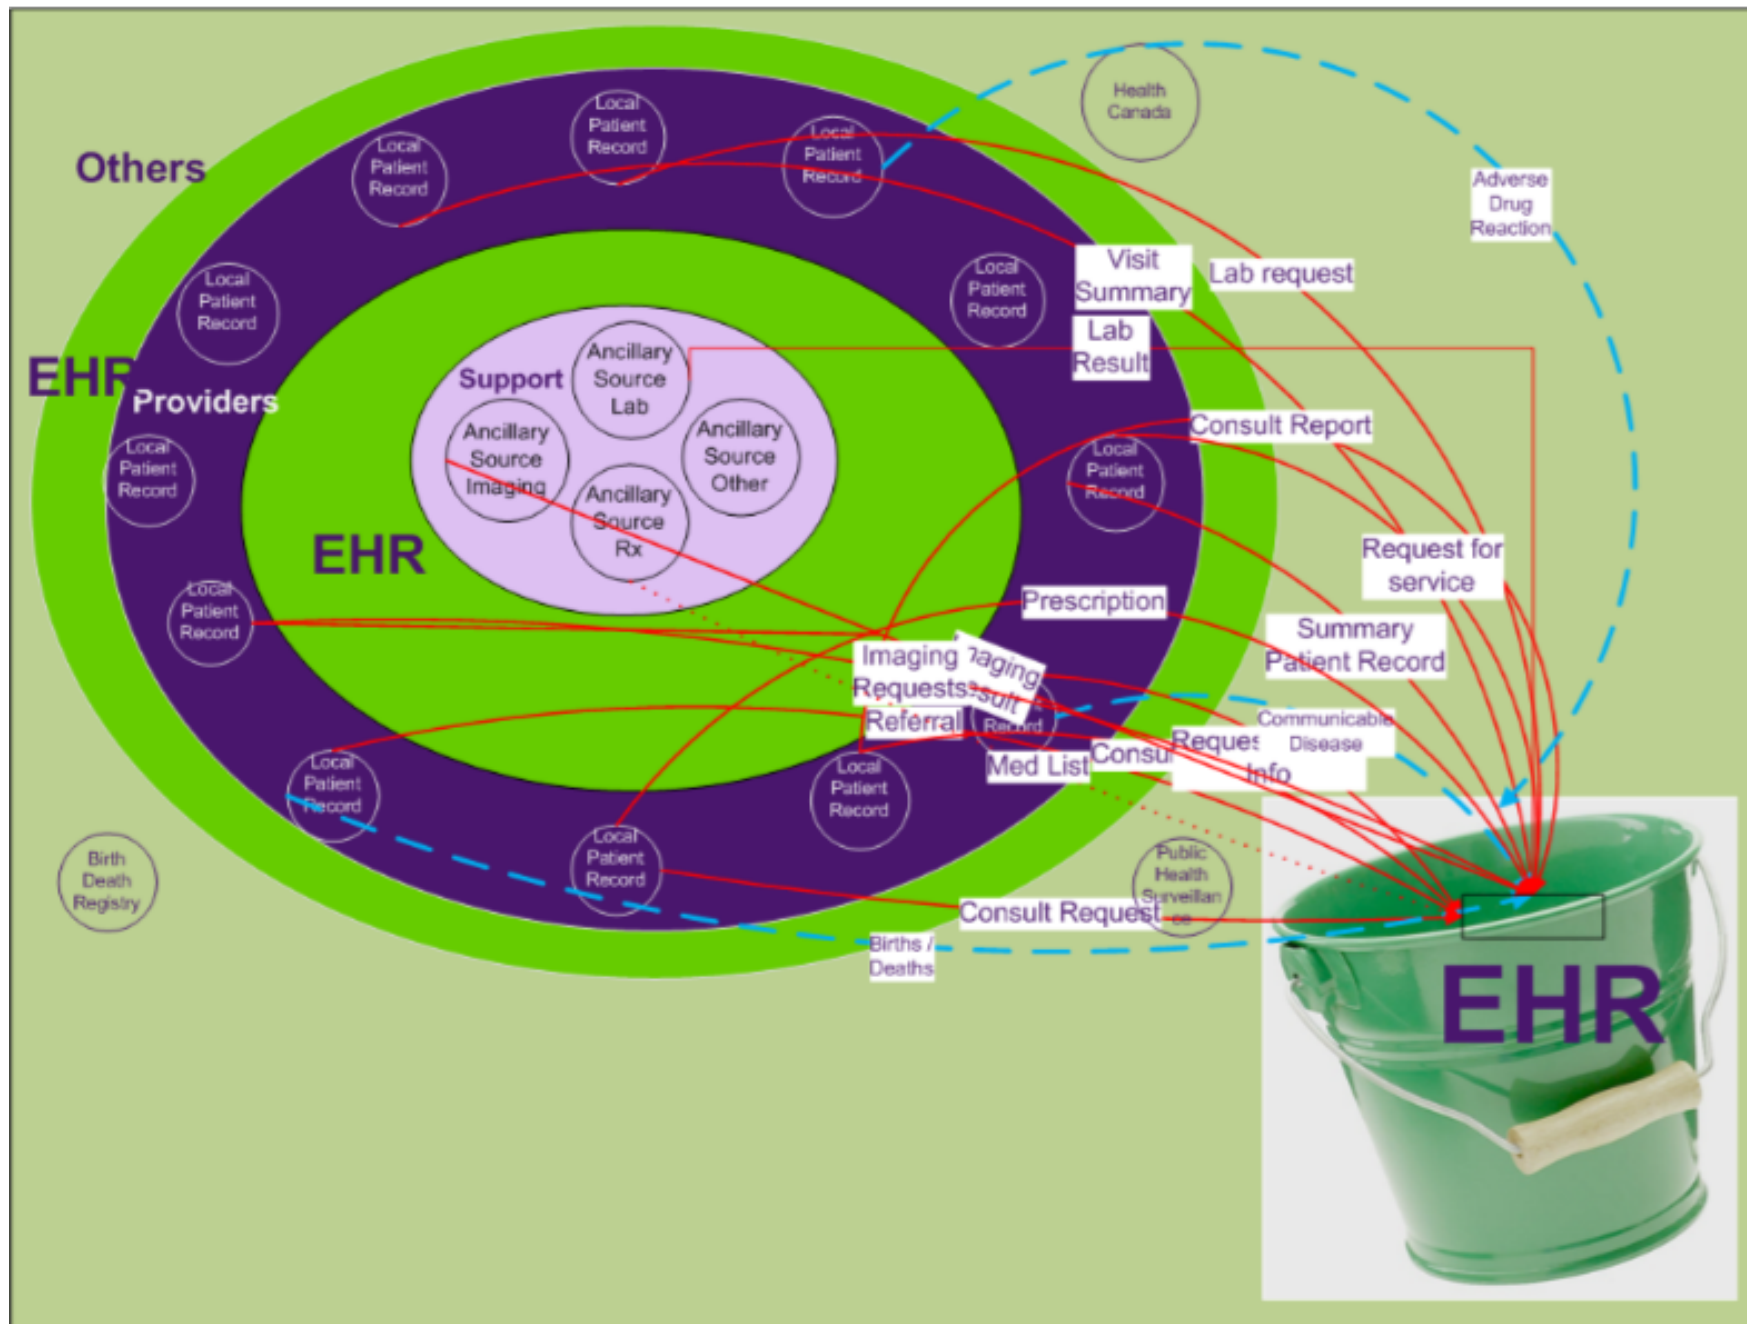 Health
Canada
Local
Patient
Record
Local
Patient
Record
Local
Patient
Record
Others
Adverse
Drug
Reaction
Visit
Summary
Lab request
Local
Patient
Record
Local
Patient
Record
Lab
Result
EHR
Providers
Support
Ancillary
Source
Lab
Ancillary
Source
Imaging
Ancillary
Source
Other
Ancillary
Source
Rx
Consult Report
Local
Patient
Record
Local
Patient
Record
EHR
Request for
service
Prescription
Local
Patient
Record
Summary
Patient Record
Imaging
Requests
Referral
Record
Communicable
Disease
Info
Med List
Local
Patient
Record
Local
Patient
Record
Local
Patient
Record
Birth
Death
Registry
Public
Health
Surveillan
ce
Consult Request
Births /
Deaths
EHR